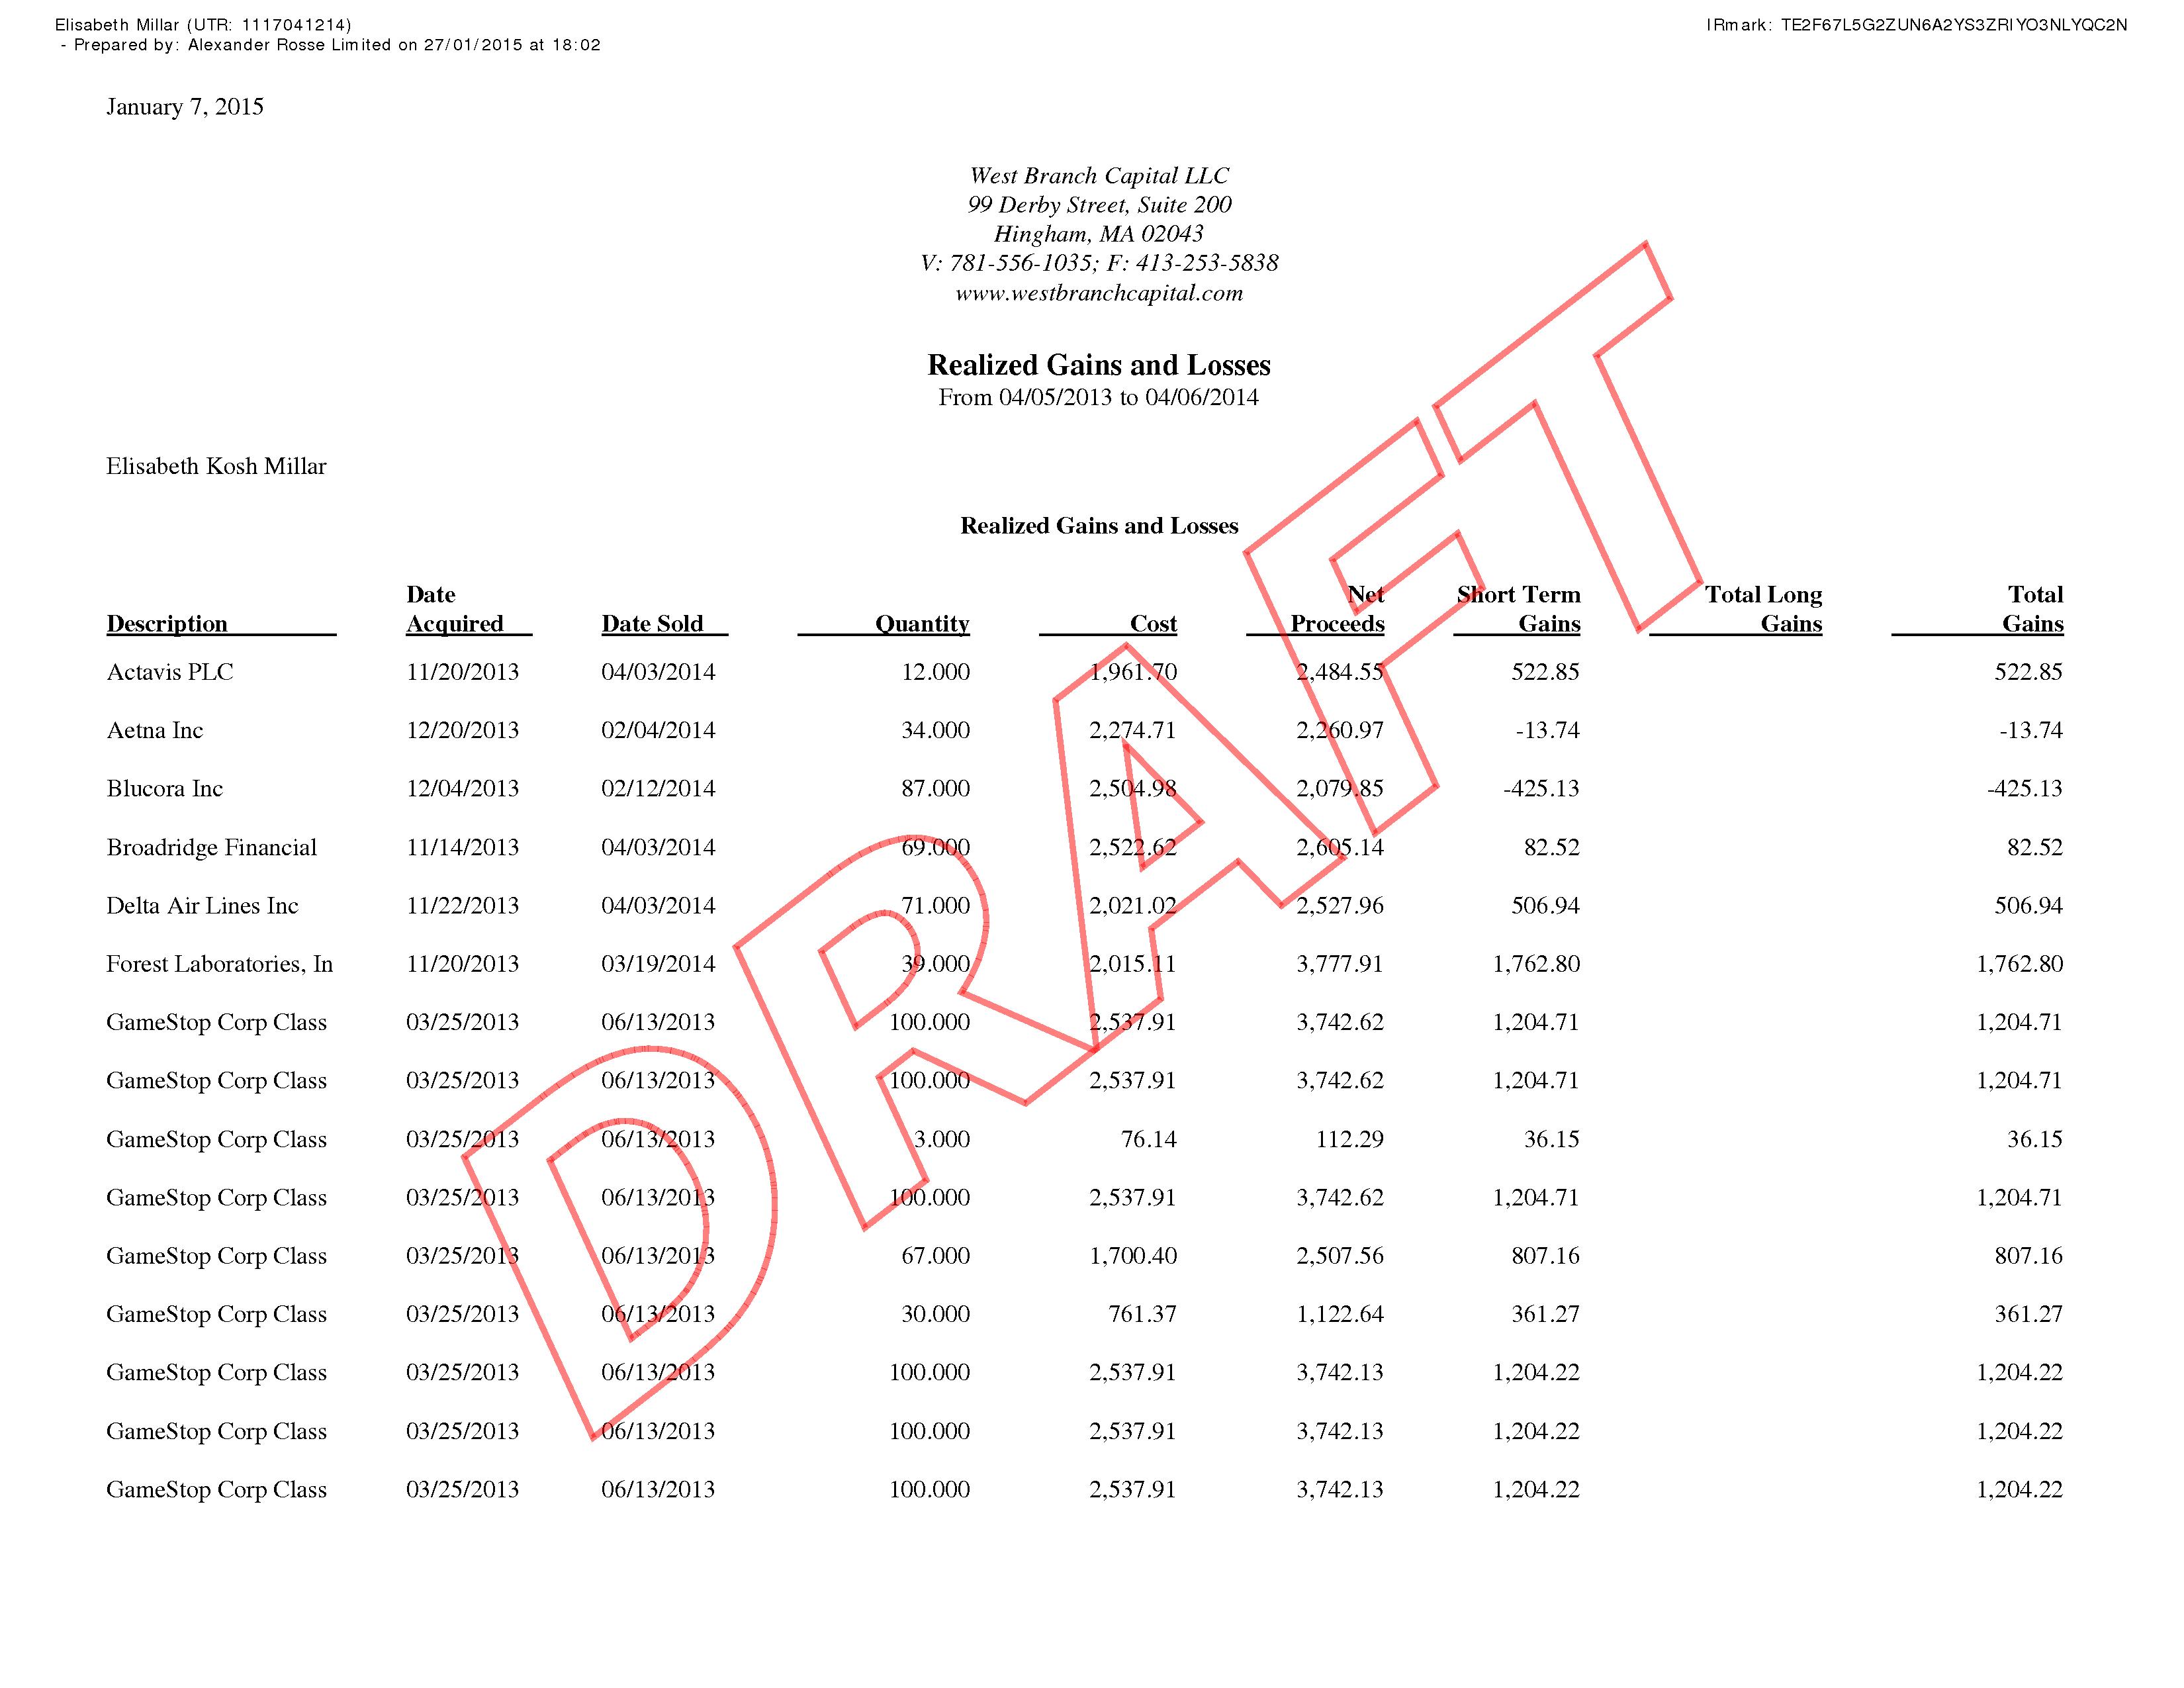 Elisabeth Millar (UTR: 1117041214)
- Prepared by: Alexander Rosse Limited on 27/01/2015 at 18:02
IRmark: TE2F67L5G2ZUN6A2YS3ZRIYO3NLYQC2N
January 7, 2015
West Branch Capital LLC
99 Derby Street, Suite 200
Hingham, MA 02043
V: 781-556-1035; F: 413-253-5838
www.westbranchcapital.com
Realized Gains and Losses
From 04/05/2013 to 04/06/2014
Elisabeth Kosh Millar
Realized Gains and Losses
Date Net Short Term Total Long Total
Description Acquired Date Sold Quantity Cost Proceeds Gains Gains Gains
Actavis PLC 11/20/2013 04/03/2014 12.000 1,961.70 2,484.55 522.85 522.85
Aetna Inc 12/20/2013 02/04/2014 34.000 2,274.71 2,260.97 -13.74 -13.74
Blucora Inc 12/04/2013 02/12/2014 87.000 2,504.98 2,079.85 -425.13 -425.13
Broadridge Financial 11/14/2013 04/03/2014 69.000 2,522.62 2,605.14 82.52 82.52
Delta Air Lines Inc 11/22/2013 04/03/2014 71.000 2,021.02 2,527.96 506.94 506.94
Forest Laboratories, In 11/20/2013 03/19/2014 39.000 2,015.11 3,777.91 1,762.80 1,762.80
GameStop Corp Class 03/25/2013 06/13/2013 100.000 2,537.91 3,742.62 1,204.71 1,204.71
GameStop Corp Class 03/25/2013 06/13/2013 100.000 2,537.91 3,742.62 1,204.71 1,204.71
GameStop Corp Class 03/25/2013 06/13/2013 3.000 76.14 112.29 36.15 36.15
GameStop Corp Class 03/25/2013 06/13/2013 100.000 2,537.91 3,742.62 1,204.71 1,204.71
GameStop Corp Class 03/25/2013 06/13/2013 67.000 1,700.40 2,507.56 807.16 807.16
GameStop Corp Class 03/25/2013 06/13/2013 30.000 761.37 1,122.64 361.27 361.27
GameStop Corp Class 03/25/2013 06/13/2013 100.000 2,537.91 3,742.13 1,204.22 1,204.22
GameStop Corp Class 03/25/2013 06/13/2013 100.000 2,537.91 3,742.13 1,204.22 1,204.22
GameStop Corp Class 03/25/2013 06/13/2013 100.000 2,537.91 3,742.13 1,204.22 1,204.22
DRAFT